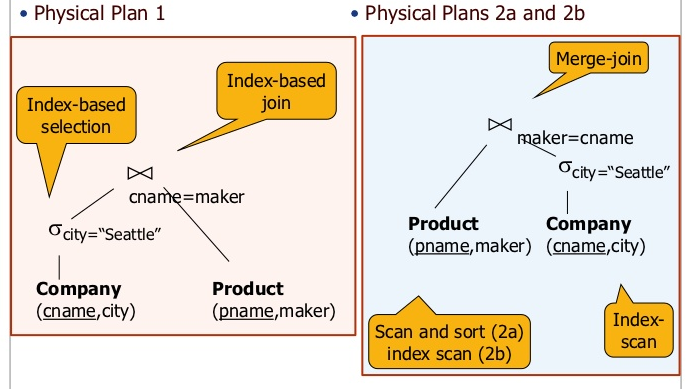 • Physical Plan 1
Index-based
selection
Index-based
join
⋈
cname=maker
σcity=“Seattle”
Company
(cname,city)
Product
(pname,maker)
• Physical Plans 2a and 2b
Merge-join
⋈
maker=cname
σcity=“Seattle”
Product
(pname,maker)
Company
(cname,city)
Scan and sort (2a)
index scan (2b)
Index-
scan